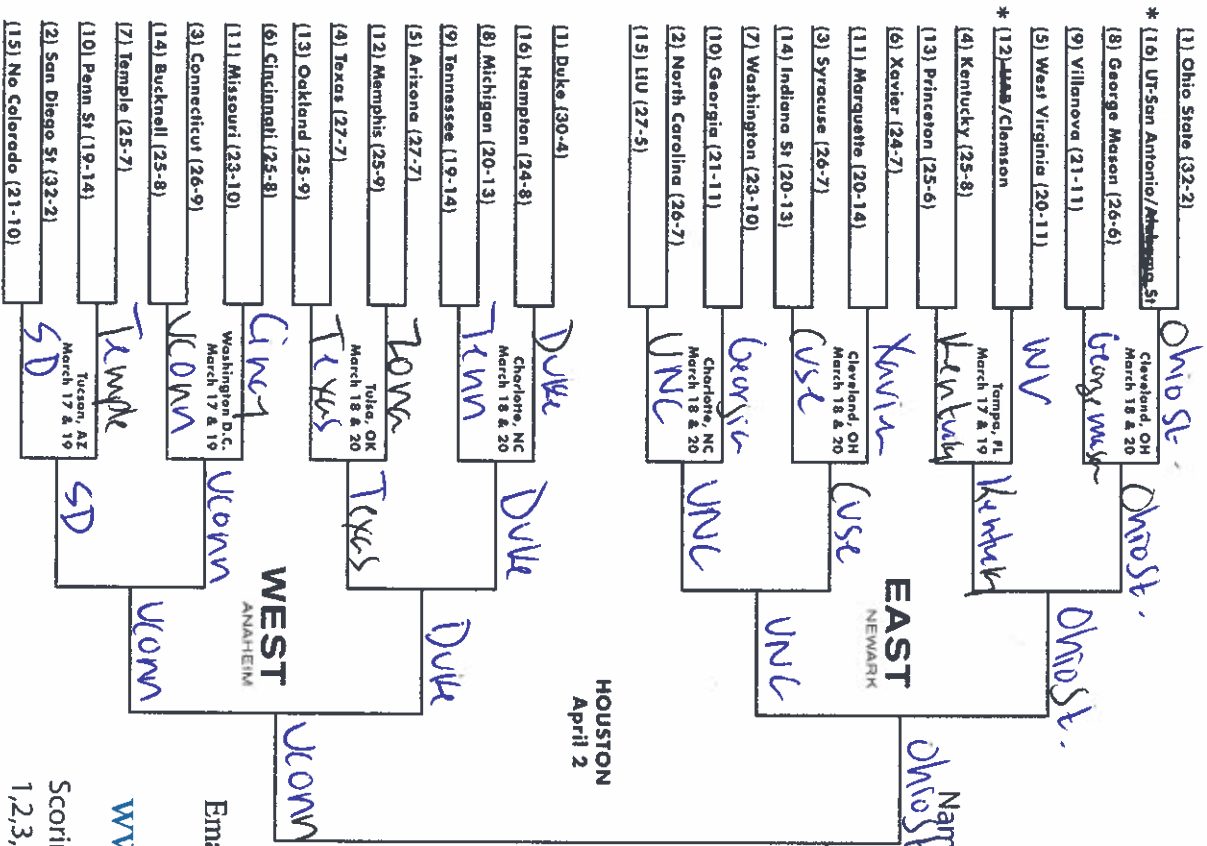 (1) Ohio State (32-2)
* (16) UT-San Antonio/Alabama St
(8) George Mason (26-6)
(9) Villanova (21-11)
(5) West Virginia (20-11)
* (12) UAB/Clemson
(4) Kentucky (25-8)
(13) Princeton (25-6)
(6) Xavier (24-7)
(11) Marquette (20-14)
(3) Syracuse (26-7)
(14) Indiana St (20-13)
(7) Washington (23-10)
(10) Georgia (21-11)
(2) North Carolina (26-7)
(15) LIU (27-5)
Ohio St.
Cleveland, OH
March 18 & 20
George mason
WV
Tampa, FL
March 17 & 19
Kentucky
Xavier
Cleveland, OH
March 18 & 20
Cuse
Georgia
Charlotte, NC
March 18 & 20
UNC
Ohio St.
Kentuck
Cuse
UNC
EAST
NEWARK
Ohio St.
UNC
Nam
Ohio St
HOUSTON
April 2
(1) Duke (30-4)
(16) Hampton (24-8)
(8) Michigan (20-13)
(9) Tennessee (19-14)
(5) Arizona (27-7)
(12) Memphis (25-9)
(4) Texas (27-7)
(13) Oakland (25-9)
(6) Cincinnati (25-8)
(11) Missouri (23-10)
(3) Connecticut (26-9)
(14) Bucknell (25-8)
(7) Temple (25-7)
(10) Penn St (19-14)
(2) San Diego St (32-2)
(15) No Colorado (21-10)
Duke
Charlotte, NC
March 18 & 20
Tenn
Zona
Tulsa, OK
March 18 & 20
Texas
Cincy
Washington D.C.
March 17 & 19
UConn
Temple
Tucson, AZ
March 17 & 19
SD
Duke
Texas
UConn
SD
WEST
ANAHEIM
Duke
UConn
UConn
Ema
ww
Scorin
1,2,3,